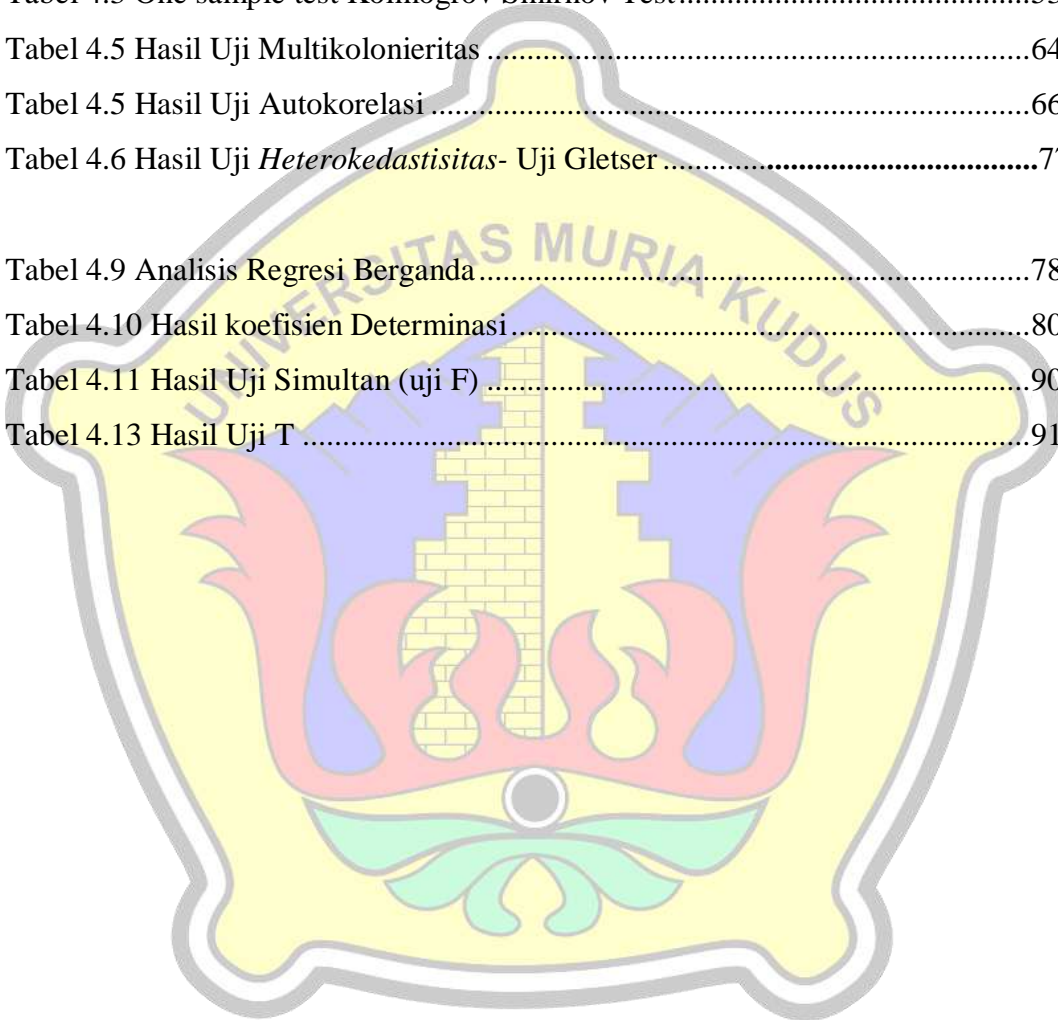 Tabel 4.5 Hasil Uji Multikolonieritas ..........64
Tabel 4.5 Hasil Uji Autokorelasi ..........66
Tabel 4.6 Hasil Uji Heterokedastisitas- Uji Gletser ..........77
Tabel 4.9 Analisis Regresi Berganda ..........78
Tabel 4.10 Hasil koefisien Determinasi ..........80
Tabel 4.11 Hasil Uji Simultan (uji F) ..........90
Tabel 4.13 Hasil Uji T ..........91
UNIVERSITAS MURIA KUDUS